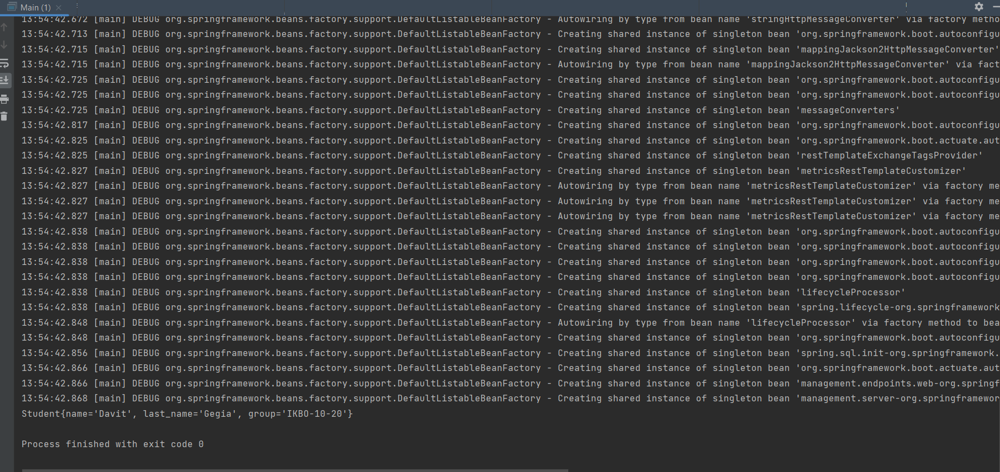 Main (1)
13:54:42.672 [main] DEBUG org.springframework.beans.factory.support.DefaultListableBeanFactory - Autowiring by type from bean name 'stringHttpMessageConverter' via factory metho
13:54:42.713 [main] DEBUG org.springframework.beans.factory.support.DefaultListableBeanFactory - Creating shared instance of singleton bean 'org.springframework.boot.autoconfigu
13:54:42.715 [main] DEBUG org.springframework.beans.factory.support.DefaultListableBeanFactory - Creating shared instance of singleton bean 'mappingJackson2HttpMessageConverter'
13:54:42.715 [main] DEBUG org.springframework.beans.factory.support.DefaultListableBeanFactory - Autowiring by type from bean name 'mappingJackson2HttpMessageConverter' via fact
13:54:42.725 [main] DEBUG org.springframework.beans.factory.support.DefaultListableBeanFactory - Creating shared instance of singleton bean 'org.springframework.boot.autoconfigu
13:54:42.725 [main] DEBUG org.springframework.beans.factory.support.DefaultListableBeanFactory - Creating shared instance of singleton bean 'org.springframework.boot.autoconfigu
13:54:42.725 [main] DEBUG org.springframework.beans.factory.support.DefaultListableBeanFactory - Creating shared instance of singleton bean 'messageConverters'
13:54:42.817 [main] DEBUG org.springframework.beans.factory.support.DefaultListableBeanFactory - Creating shared instance of singleton bean 'org.springframework.boot.autoconfigu
13:54:42.825 [main] DEBUG org.springframework.beans.factory.support.DefaultListableBeanFactory - Creating shared instance of singleton bean 'org.springframework.boot.actuate.aut
13:54:42.825 [main] DEBUG org.springframework.beans.factory.support.DefaultListableBeanFactory - Creating shared instance of singleton bean 'restTemplateExchangeTagsProvider'
13:54:42.827 [main] DEBUG org.springframework.beans.factory.support.DefaultListableBeanFactory - Creating shared instance of singleton bean 'metricsRestTemplateCustomizer'
13:54:42.827 [main] DEBUG org.springframework.beans.factory.support.DefaultListableBeanFactory - Autowiring by type from bean name 'metricsRestTemplateCustomizer' via factory me
13:54:42.827 [main] DEBUG org.springframework.beans.factory.support.DefaultListableBeanFactory - Autowiring by type from bean name 'metricsRestTemplateCustomizer' via factory me
13:54:42.827 [main] DEBUG org.springframework.beans.factory.support.DefaultListableBeanFactory - Autowiring by type from bean name 'metricsRestTemplateCustomizer' via factory me
13:54:42.838 [main] DEBUG org.springframework.beans.factory.support.DefaultListableBeanFactory - Creating shared instance of singleton bean 'org.springframework.boot.autoconfigu
13:54:42.838 [main] DEBUG org.springframework.beans.factory.support.DefaultListableBeanFactory - Creating shared instance of singleton bean 'org.springframework.boot.autoconfigu
13:54:42.838 [main] DEBUG org.springframework.beans.factory.support.DefaultListableBeanFactory - Creating shared instance of singleton bean 'org.springframework.boot.autoconfigu
13:54:42.838 [main] DEBUG org.springframework.beans.factory.support.DefaultListableBeanFactory - Creating shared instance of singleton bean 'org.springframework.boot.autoconfigu
13:54:42.838 [main] DEBUG org.springframework.beans.factory.support.DefaultListableBeanFactory - Creating shared instance of singleton bean 'lifecycleProcessor'
13:54:42.838 [main] DEBUG org.springframework.beans.factory.support.DefaultListableBeanFactory - Creating shared instance of singleton bean 'spring.lifecycle-org.springframework
13:54:42.848 [main] DEBUG org.springframework.beans.factory.support.DefaultListableBeanFactory - Autowiring by type from bean name 'lifecycleProcessor' via factory method to bea
13:54:42.848 [main] DEBUG org.springframework.beans.factory.support.DefaultListableBeanFactory - Creating shared instance of singleton bean 'org.springframework.boot.autoconfigu
13:54:42.856 [main] DEBUG org.springframework.beans.factory.support.DefaultListableBeanFactory - Creating shared instance of singleton bean 'spring.sql.init-org.springframework.
13:54:42.866 [main] DEBUG org.springframework.beans.factory.support.DefaultListableBeanFactory - Creating shared instance of singleton bean 'org.springframework.boot.actuate.aut
13:54:42.866 [main] DEBUG org.springframework.beans.factory.support.DefaultListableBeanFactory - Creating shared instance of singleton bean 'management.endpoints.web-org.springf
13:54:42.868 [main] DEBUG org.springframework.beans.factory.support.DefaultListableBeanFactory - Creating shared instance of singleton bean 'management.server-org.springframewor
Student{name='Davit', last_name='Gegia', group='IKBO-10-20'}
Process finished with exit code 0